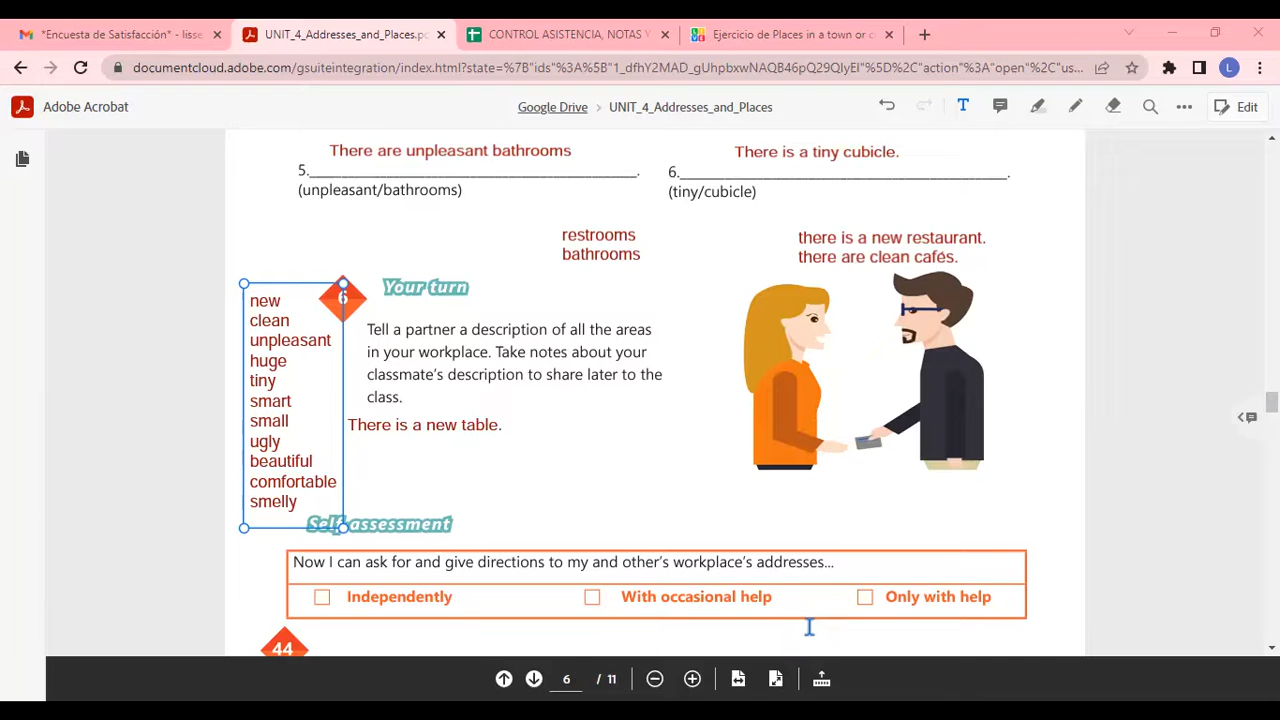 *Encuesta de Satisfacción* - lisse
UNIT_4_Addresses_and_Places.pc
CONTROL ASISTENCIA, NOTAS Y
Ejercicio de Places in a town or c
documentcloud.adobe.com/gsuiteintegration/index.html?state=%7B"ids"%3A%5B"1_dfhY2MAD_gUhpbxwNAQB46pQ29QIyEI"%5D%2C"action"%3A"open"%2C"us...
L
Adobe Acrobat
Google Drive > UNIT_4_Addresses_and_Places
T
Edit
There are unpleasant bathrooms
5.
(unpleasant/bathrooms)
There is a tiny cubicle.
6.
(tiny/cubicle)
restrooms
bathrooms
there is a new restaurant.
there are clean cafés.
6
Your turn
new
clean
unpleasant
huge
tiny
smart
small
ugly
beautiful
comfortable
smelly
Tell a partner a description of all the areas
in your workplace. Take notes about your
classmate's description to share later to the
class.
There is a new table.
Self-assessment
Now I can ask for and give directions to my and other's workplace's addresses...
Independently
With occasional help
Only with help
44
6 / 11